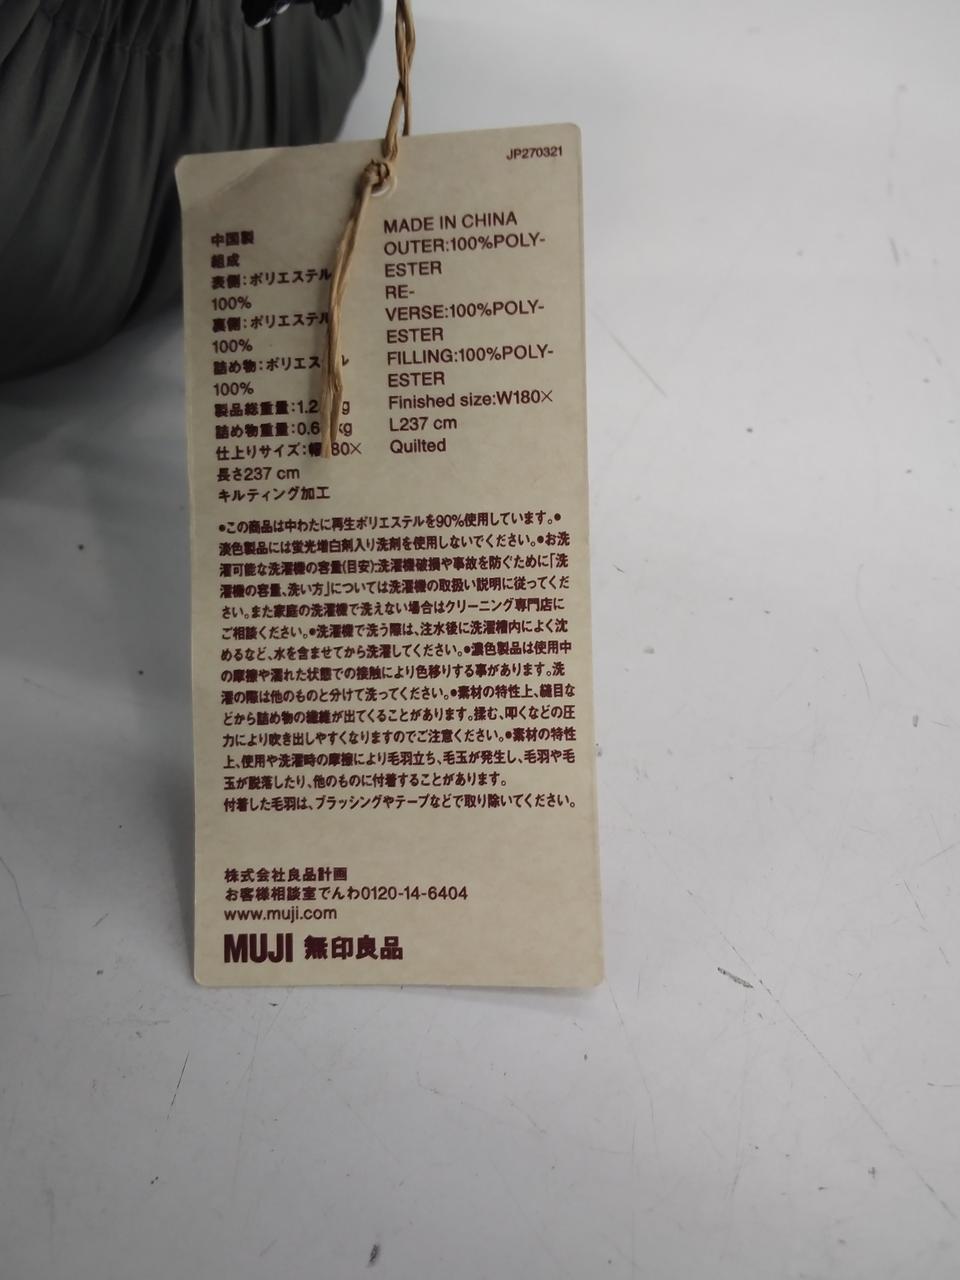 JP270321
中国製
組成
表側:ポリエステル
100%
裏側:ポリエステル
100%
詰め物:ポリエステル
100%
製品総重量:1.2 kg
詰め物重量:0.6 kg
仕上りサイズ:幅180×
長さ237 cm
キルティング加工
MADE IN CHINA
OUTER:100%POLY-
ESTER
RE-
VERSE:100%POLY-
ESTER
FILLING:100%POLY-
ESTER
Finished size:W180×
L237 cm
Quilted
●この商品は中わたに再生ポリエステルを90%使用しています。●
淡色製品には蛍光増白剤入り洗剤を使用しないでください。●お洗
濯可能な洗濯機の容量(目安):洗濯機破損や事故を防ぐために「洗
濯機の容量、洗い方」については洗濯機の取扱い説明に従ってくだ
さい。また家庭の洗濯機で洗えない場合はクリーニング専門店に
ご相談ください。●洗濯機で洗う際は、注水後に洗濯槽内によく沈
めるなど、水を含ませてから洗濯してください。●濃色製品は使用中
の摩擦や濡れた状態での接触により色移りする事があります。洗
濯の際は他のものと分けて洗ってください。●素材の特性上、縫目な
どから詰め物の繊維が出てくることがあります。揉む、叩くなどの圧
力により吹き出しやすくなりますのでご注意ください。●素材の特性
上、使用や洗濯時の摩擦により毛羽立ち、毛玉が発生し、毛羽や毛
玉が脱落したり、他のものに付着することがあります。
付着した毛羽は、ブラッシングやテープなどで取り除いてください。
株式会社良品計画
お客様相談室でんわ0120-14-6404
www.muji.com
MUJI 無印良品